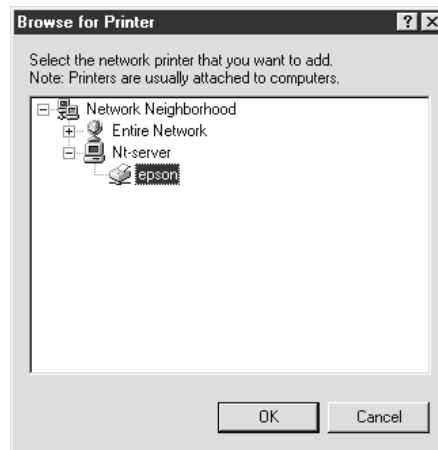 Browse for Printer
Select the network printer that you want to add.
Note: Printers are usually attached to computers.
Network Neighborhood
Entire Network
Nt-server
epson
OK
Cancel